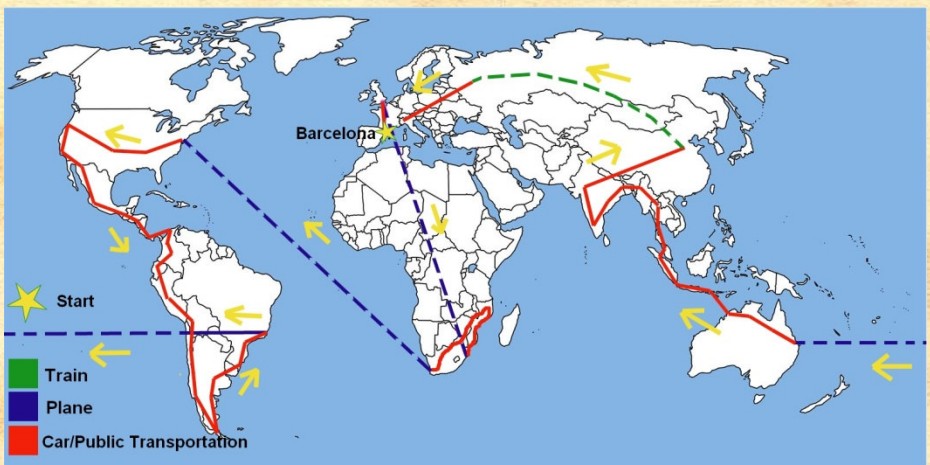 Barcelona
Start
Train
Plane
Car/Public Transportation